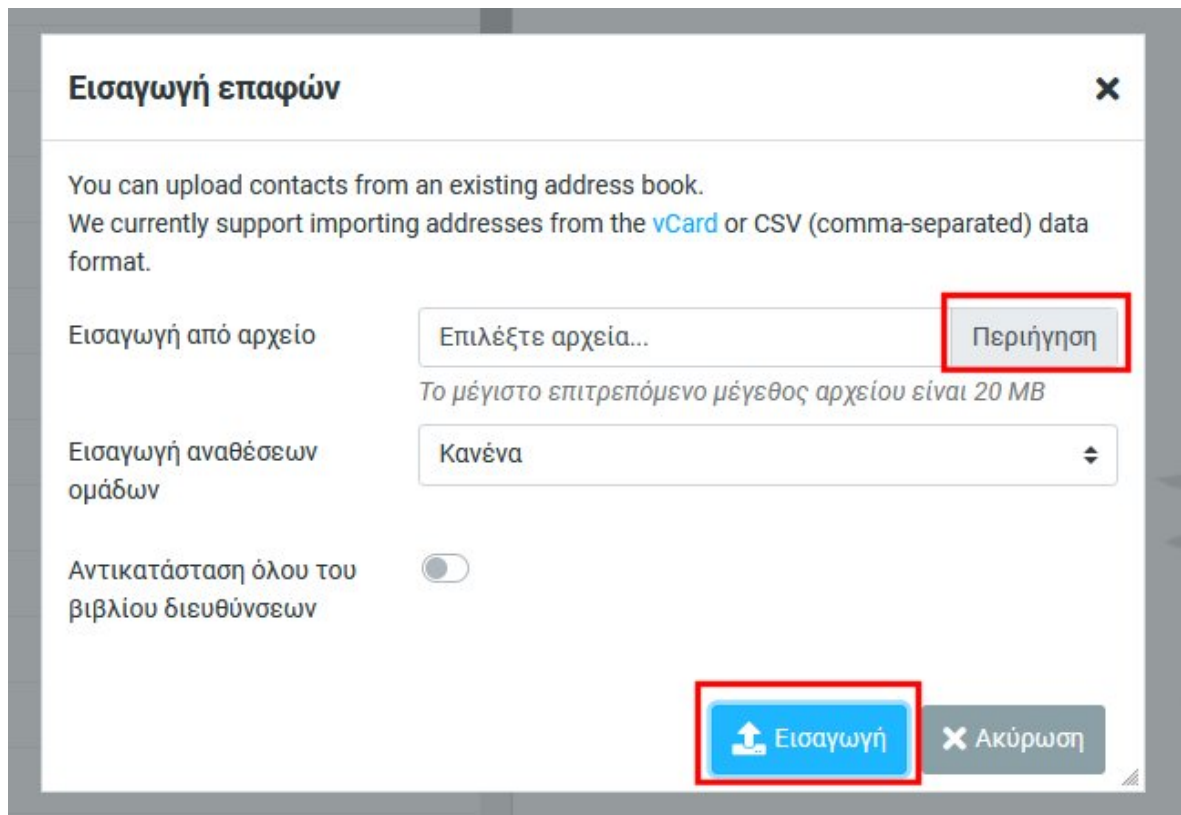 Εισαγωγή επαφών
You can upload contacts from an existing address book.
We currently support importing addresses from the vCard or CSV (comma-separated) data
format.
Εισαγωγή από αρχείο
Επιλέξτε αρχεία...
Περιήγηση
Το μέγιστο επιτρεπόμενο μέγεθος αρχείου είναι 20 MB
Εισαγωγή αναθέσεων
ομάδων
Κανένα
Αντικατάσταση όλου του
βιβλίου διευθύνσεων
Εισαγωγή
Ακύρωση